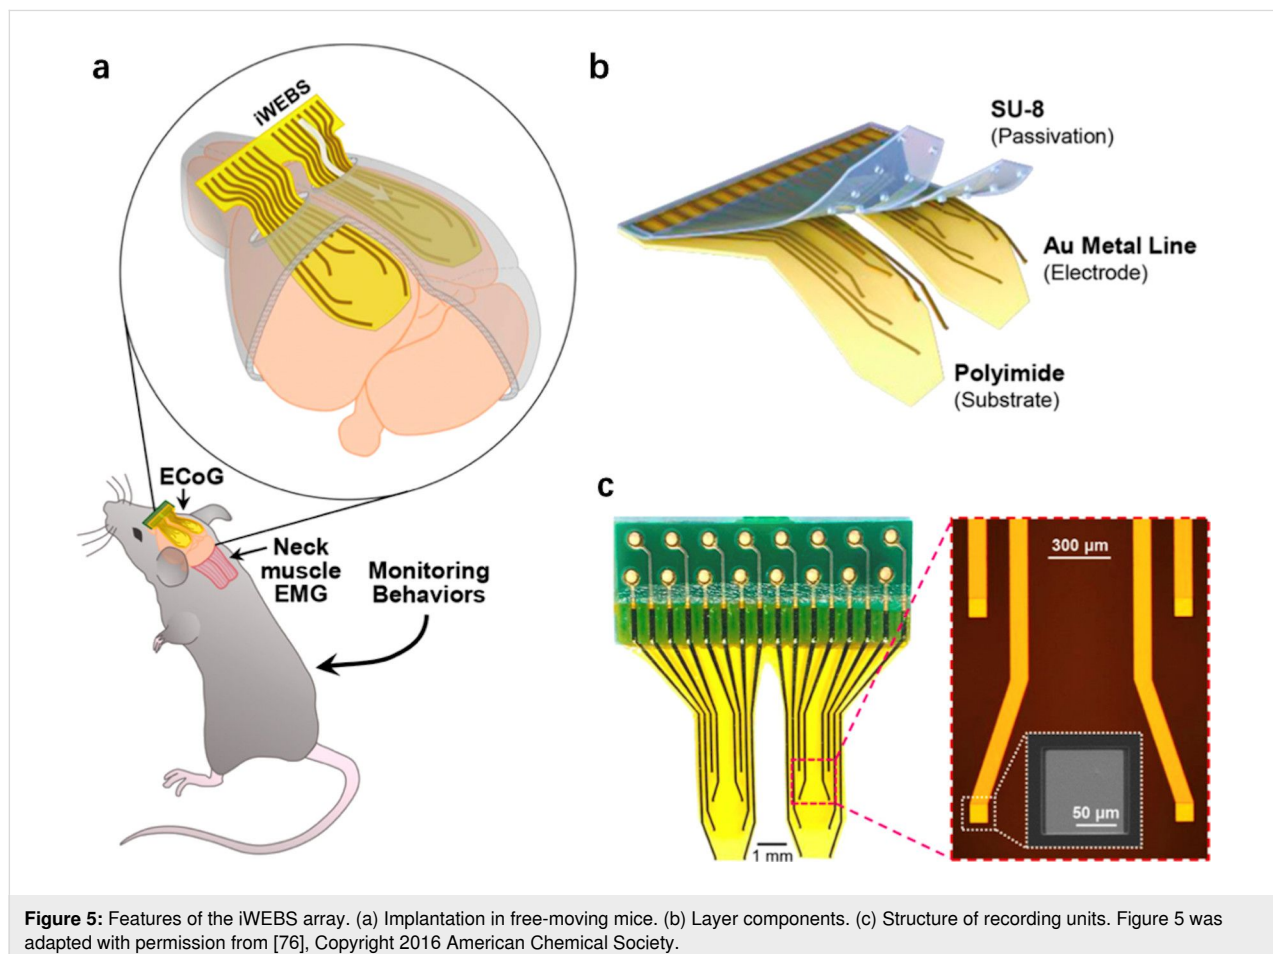 a
iWEBS
ECoG
Neck
muscle
EMG
Monitoring
Behaviors
b
SU-8
(Passivation)
Au Metal Line
(Electrode)
Polyimide
(Substrate)
c
1 mm
300 µm
50 µm
Figure 5: Features of the iWEBS array. (a) Implantation in free-moving mice. (b) Layer components. (c) Structure of recording units. Figure 5 was
adapted with permission from [76], Copyright 2016 American Chemical Society.